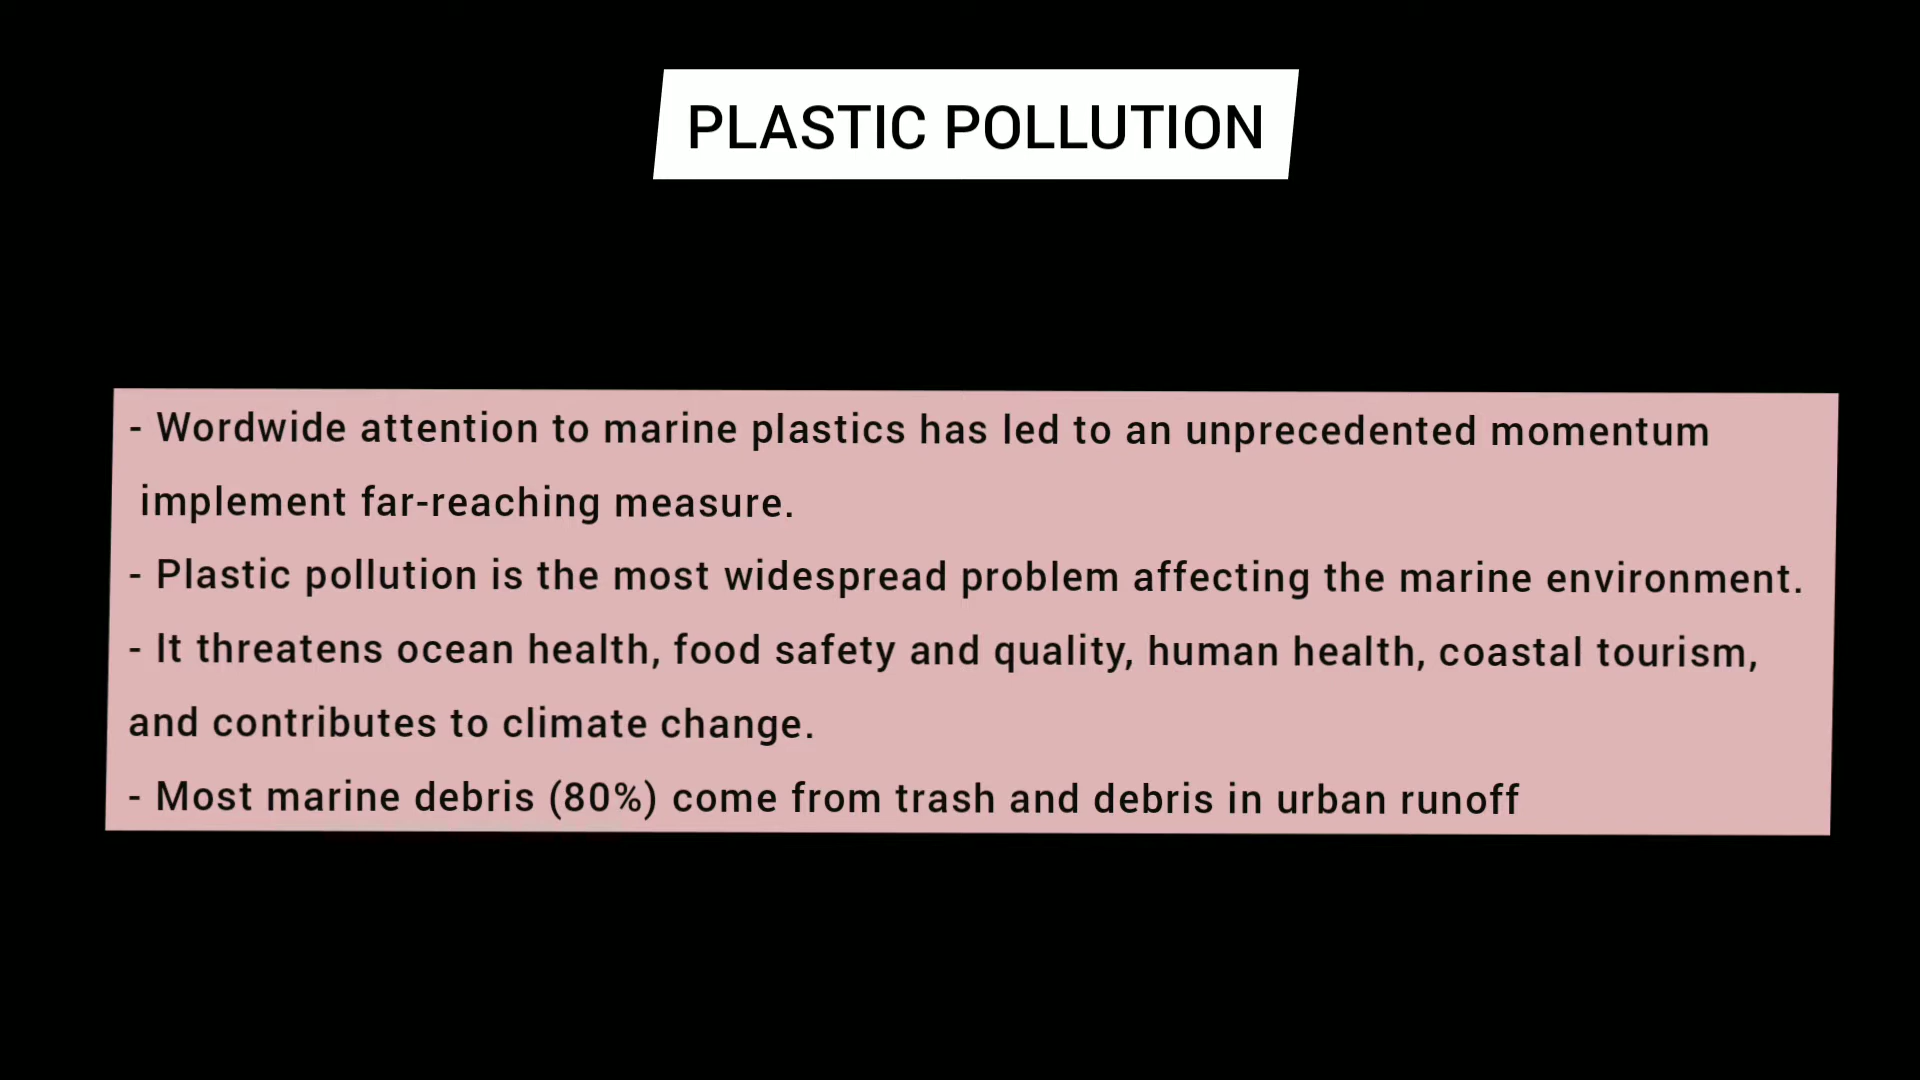 PLASTIC POLLUTION
- Wordwide attention to marine plastics has led to an unprecedented momentum
implement far-reaching measure.
- Plastic pollution is the most widespread problem affecting the marine environment.
- It threatens ocean health, food safety and quality, human health, coastal tourism,
and contributes to climate change.
- Most marine debris (80%) come from trash and debris in urban runoff